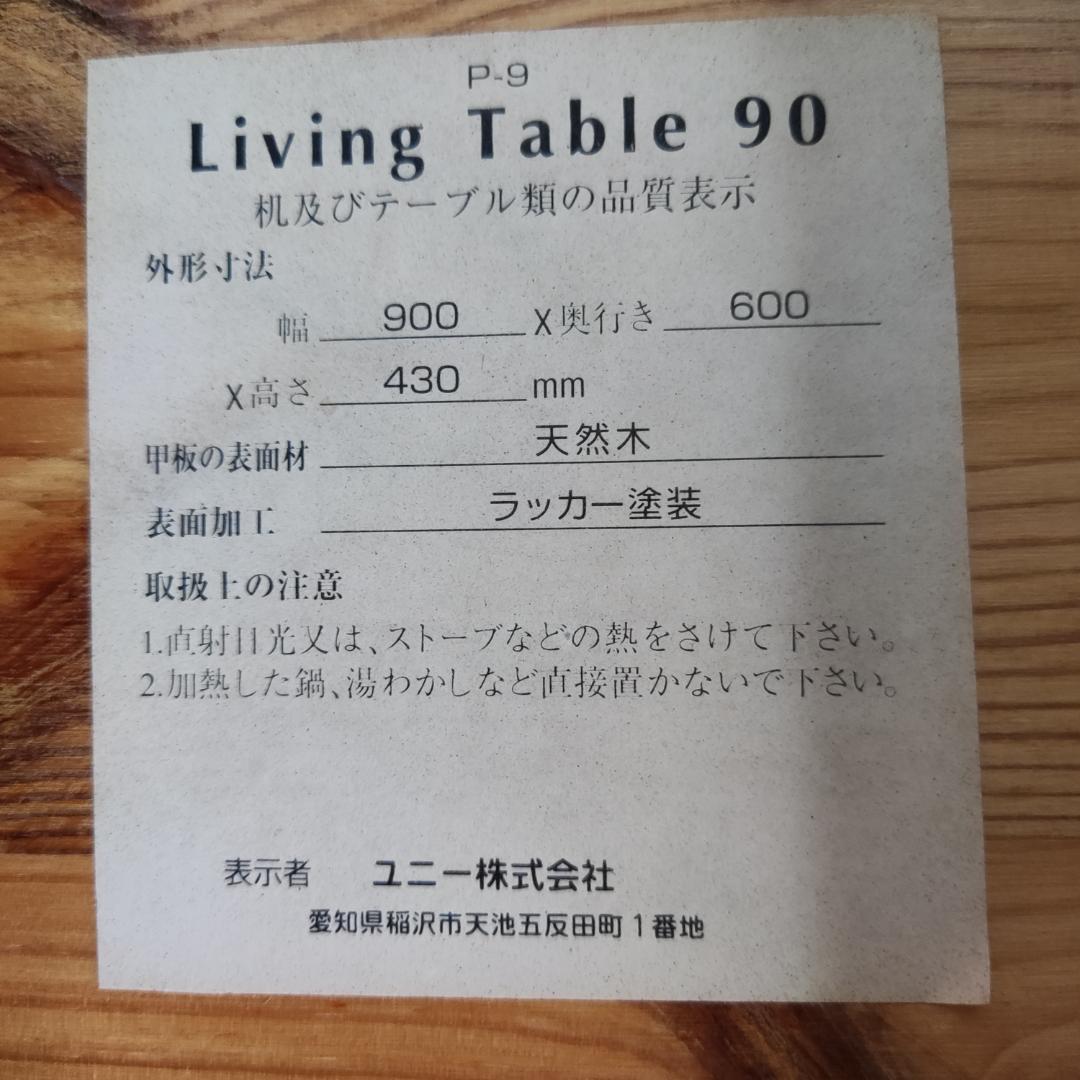 P-9
Living Table 90
机及びテーブル類の品質表示
外形寸法
幅 900 X奥行き 600
X高さ 430 mm
甲板の表面材 天然木
表面加工 ラッカー塗装
取扱上の注意
1.直射日光又は、ストーブなどの熱をさけて下さい。
2.加熱した鍋、湯わかしなど直接置かないで下さい。
表示者 ユニー株式会社
愛知県稲沢市天池五反田町1番地